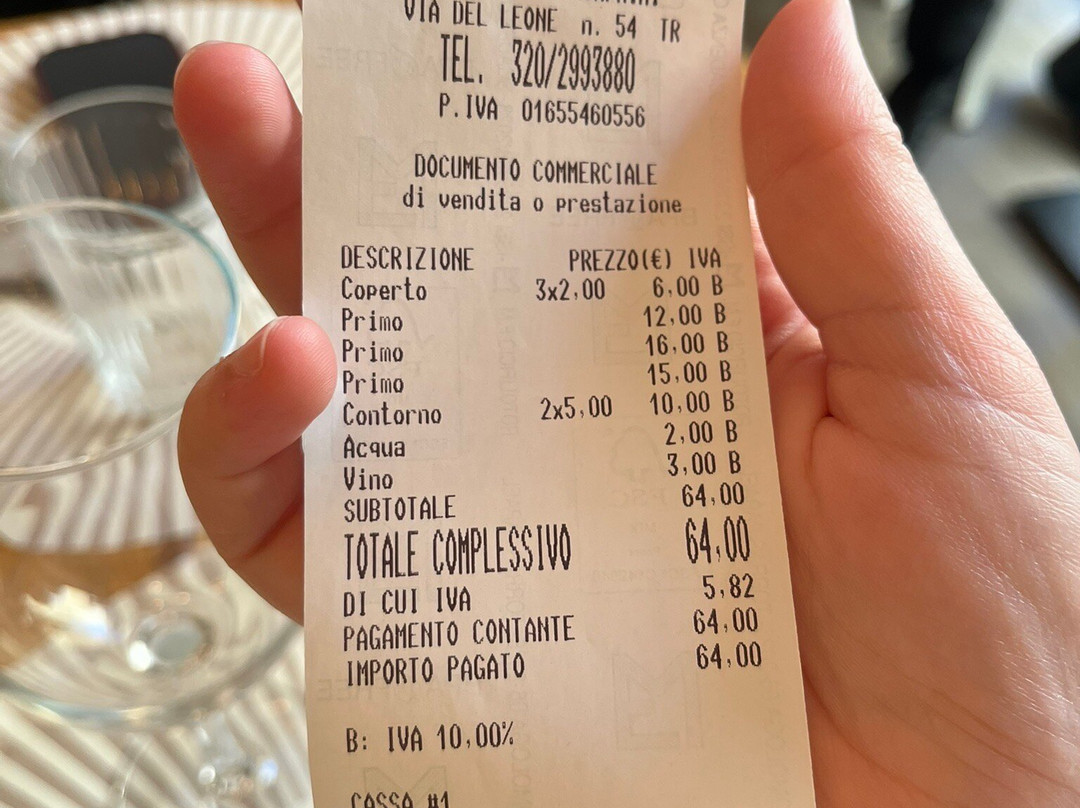 VIA DEL LEONE n. 54 TR
TEL. 320/2993880
P.IVA 01655460556
DOCUMENTO COMMERCIALE
di vendita o prestazione
DESCRIZIONE PREZZO(€) IVA
Coperto 3x2,00 6,00 B
Primo 12,00 B
Primo 16,00 B
Primo 15,00 B
Contorno 2x5,00 10,00 B
Acqua 2,00 B
Vino 3,00 B
SUBTOTALE 64,00
TOTALE COMPLESSIVO 64,00
DI CUI IVA 5,82
PAGAMENTO CONTANTE 64,00
IMPORTO PAGATO 64,00
B: IVA 10,00%
CASSA #1